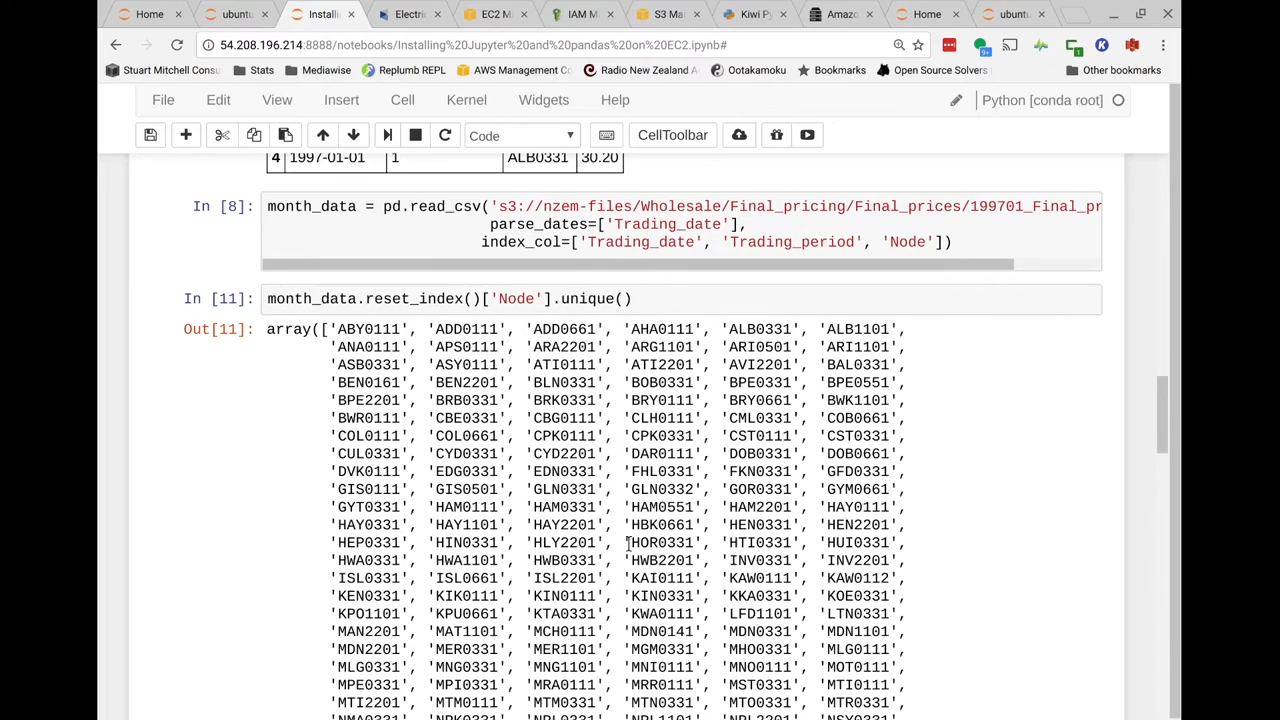 Home
ubuntu
Installi
Electric
EC2 M
IAM M
S3 Ma
Kiwi Py
Amazo
Home
ubuntu
54.208.196.214:8888/notebooks/Installing%20Jupyter%20and%20pandas%20on%20EC2.ipynb#
9+
Stuart Mitchell Consu
Stats
Mediawise
Replumb REPL
AWS Management Co
Radio New Zealand A
Ootakamoku
Bookmarks
Open Source Solvers
Other bookmarks
File Edit View Insert Cell Kernel Widgets Help
Python [conda root]
Code
CellToolbar
4 1997-01-01 1 ALB0331 30.20
In [8]: month_data = pd.read_csv('s3://nzem-files/Wholesale/Final_pricing/Final_prices/199701_Final_pr
parse_dates=['Trading_date'],
index_col=['Trading_date', 'Trading_period', 'Node'])
In [11]: month_data.reset_index()['Node'].unique()
Out[11]: array(['ABY0111', 'ADD0111', 'ADD0661', 'AHA0111', 'ALB0331', 'ALB1101',
'ANA0111', 'APS0111', 'ARA2201', 'ARG1101', 'ARI0501', 'ARI1101',
'ASB0331', 'ASY0111', 'ATI0111', 'ATI2201', 'AVI2201', 'BAL0331',
'BEN0161', 'BEN2201', 'BLN0331', 'BOB0331', 'BPE0331', 'BPE0551',
'BPE2201', 'BRB0331', 'BRK0331', 'BRY0111', 'BRY0661', 'BWK1101',
'BWR0111', 'CBE0331', 'CBG0111', 'CLH0111', 'CML0331', 'COB0661',
'COL0111', 'COL0661', 'CPK0111', 'CPK0331', 'CST0111', 'CST0331',
'CUL0331', 'CYD0331', 'CYD2201', 'DAR0111', 'DOB0331', 'DOB0661',
'DVK0111', 'EDG0331', 'EDN0331', 'FHL0331', 'FKN0331', 'GFD0331',
'GIS0111', 'GIS0501', 'GLN0331', 'GLN0332', 'GOR0331', 'GYM0661',
'GYT0331', 'HAM0111', 'HAM0331', 'HAM0551', 'HAM2201', 'HAY0111',
'HAY0331', 'HAY1101', 'HAY2201', 'HBK0661', 'HEN0331', 'HEN2201',
'HEP0331', 'HIN0331', 'HLY2201', 'HOR0331', 'HTI0331', 'HUI0331',
'HWA0331', 'HWA1101', 'HWB0331', 'HWB2201', 'INV0331', 'INV2201',
'ISL0331', 'ISL0661', 'ISL2201', 'KAI0111', 'KAW0111', 'KAW0112',
'KEN0331', 'KIK0111', 'KIN0111', 'KIN0331', 'KKA0331', 'KOE0331',
'KPO1101', 'KPU0661', 'KTA0331', 'KWA0111', 'LFD1101', 'LTN0331',
'MAN2201', 'MAT1101', 'MCH0111', 'MDN0141', 'MDN0331', 'MDN1101',
'MDN2201', 'MER0331', 'MER1101', 'MGM0331', 'MHO0331', 'MLG0111',
'MLG0331', 'MNG0331', 'MNG1101', 'MNI0111', 'MNO0111', 'MOT0111',
'MPE0331', 'MPI0331', 'MRA0111', 'MRR0111', 'MST0331', 'MTI0111',
'MTI2201', 'MTM0111', 'MTM0331', 'MTN0331', 'MTO0331', 'MTR0331',